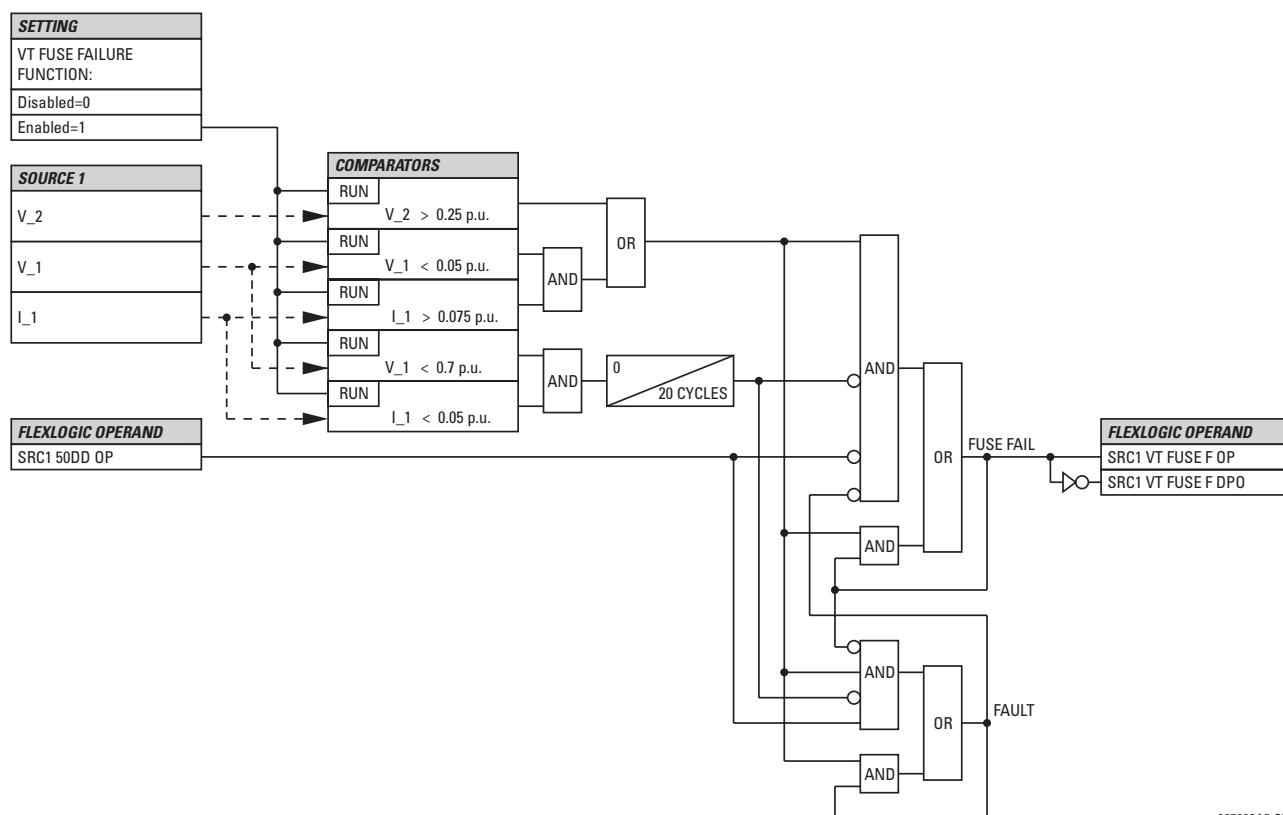 SETTING
VT FUSE FAILURE
FUNCTION:
Disabled=0
Enabled=1
SOURCE 1
V_2
V_1
I_1
FLEXLOGIC OPERAND
SRC1 50DD OP
COMPARATORS
RUN
V_2 > 0.25 p.u.
RUN
V_1 < 0.05 p.u.
RUN
I_1 > 0.075 p.u.
RUN
V_1 < 0.7 p.u.
RUN
I_1 < 0.05 p.u.
OR
AND
AND
0
20 CYCLES
AND
OR
FUSE FAIL
AND
FLEXLOGIC OPERAND
SRC1 VT FUSE F OP
SRC1 VT FUSE F DPO
AND
OR
FAULT
AND